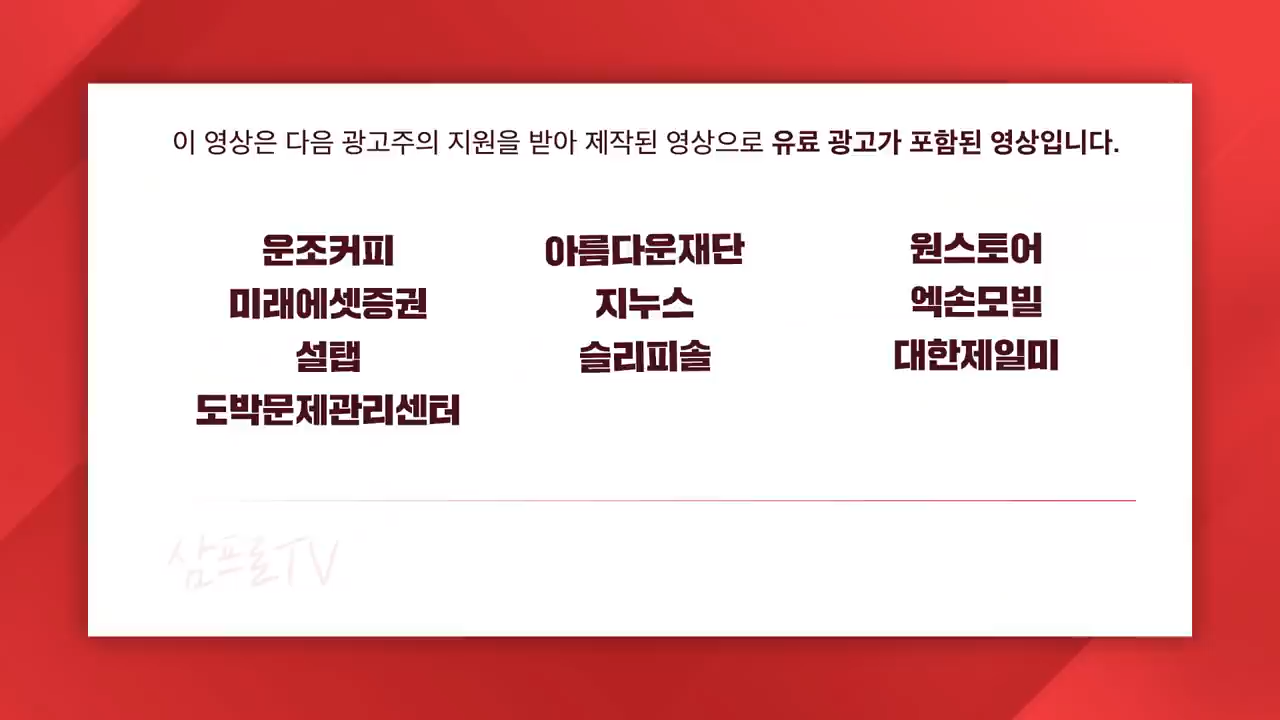 이 영상은 다음 광고주의 지원을 받아 제작된 영상으로 유료 광고가 포함된 영상입니다.
운조커피 아름다운재단 원스토어
미래에셋증권 지누스 엑손모빌
설탭 슬리피솔 대한제일미
도박문제관리센터
삼프로TV